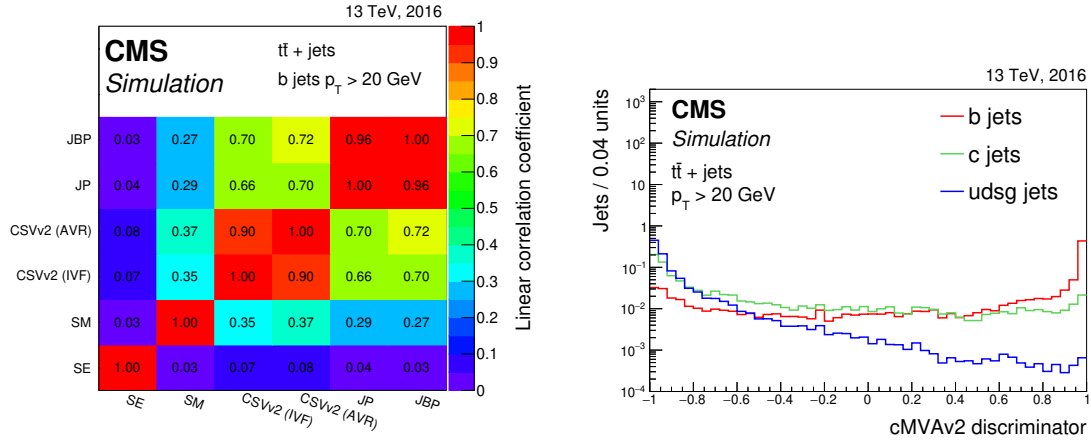 13 TeV, 2016
CMS
Simulation
tt̄ + jets
b jets p_T > 20 GeV
JBP 0.03 0.27 0.70 0.72 0.96 1.00
JP 0.04 0.29 0.66 0.70 1.00 0.96
CSVv2 (AVR) 0.08 0.37 0.90 1.00 0.70 0.72
CSVv2 (IVF) 0.07 0.35 1.00 0.90 0.66 0.70
SM 0.03 1.00 0.35 0.37 0.29 0.27
SE 1.00 0.03 0.07 0.08 0.04 0.03
SE SM CSVv2 (IVF) CSVv2 (AVR) JP JBP
1
0.9
0.8
0.7
0.6
0.5
0.4
0.3
0.2
0.1
0
Linear correlation coefficient
13 TeV, 2016
CMS
Simulation
tt̄ + jets
p_T > 20 GeV
b jets
c jets
udsg jets
Jets / 0.04 units
10³
10²
10
1
10⁻¹
10⁻²
10⁻³
10⁻⁴
−1 −0.8 −0.6 −0.4 −0.2 0 0.2 0.4 0.6 0.8 1
cMVAv2 discriminator